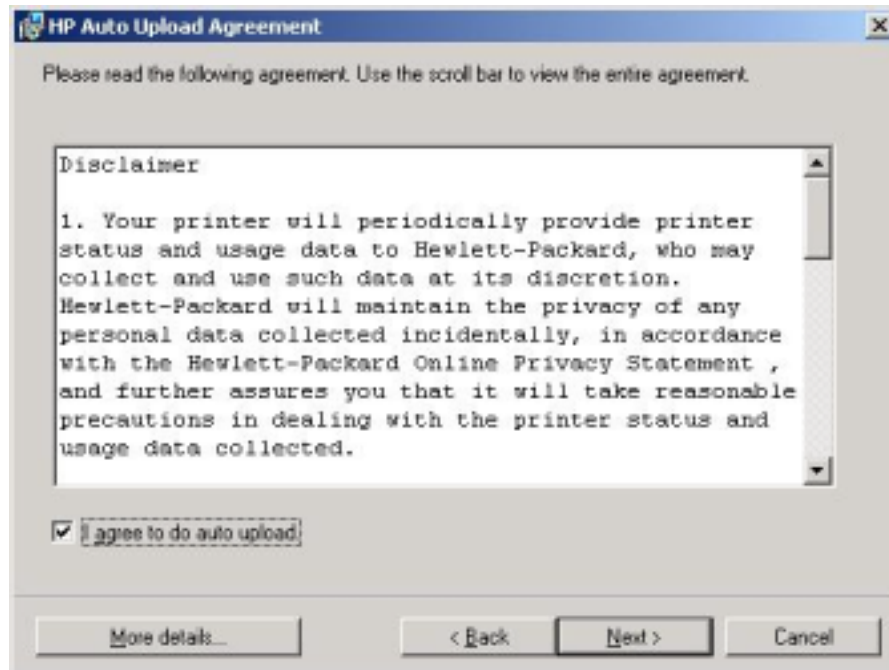 HP Auto Upload Agreement
Please read the following agreement. Use the scroll bar to view the entire agreement.
Disclaimer
1. Your printer will periodically provide printer
status and usage data to Hewlett-Packard, who may
collect and use such data at its discretion.
Hewlett-Packard will maintain the privacy of any
personal data collected incidentally, in accordance
with the Hewlett-Packard Online Privacy Statement ,
and further assures you that it will take reasonable
precautions in dealing with the printer status and
usage data collected.
I agree to do auto upload.
More details...
< Back
Next >
Cancel